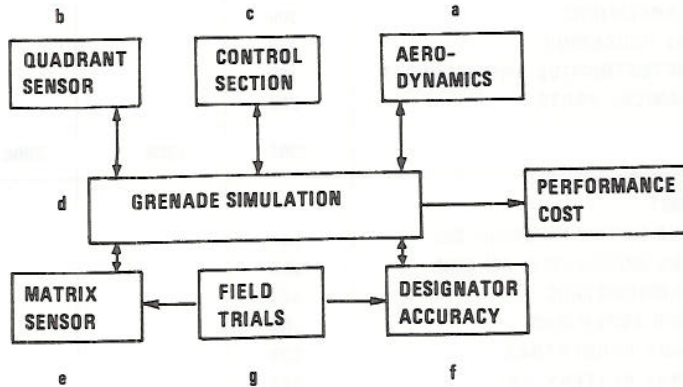 b
c
a
QUADRANT
SENSOR
CONTROL
SECTION
AERO-
DYNAMICS
d
GRENADE SIMULATION
PERFORMANCE
COST
MATRIX
SENSOR
FIELD
TRIALS
DESIGNATOR
ACCURACY
e
g
f